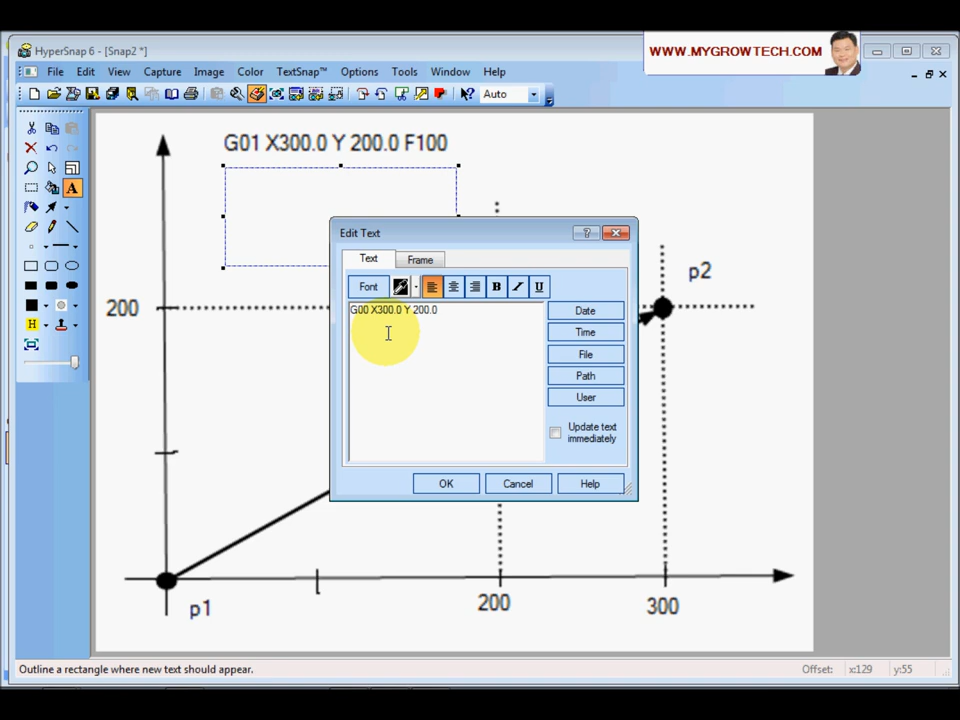 HyperSnap 6 - [Snap2 *]
WWW.MYGROWTECH.COM
File Edit View Capture Image Color TextSnap™ Options Tools Window Help
Auto
G01 X300.0 Y 200.0 F100
Edit Text
Text Frame
Font
G00 X300.0 Y 200.0
Date
Time
File
Path
User
Update text
immediately
OK Cancel Help
p2
200
p1
200
300
A
B
U
H
Outline a rectangle where new text should appear.
Offset: x:129 y:55